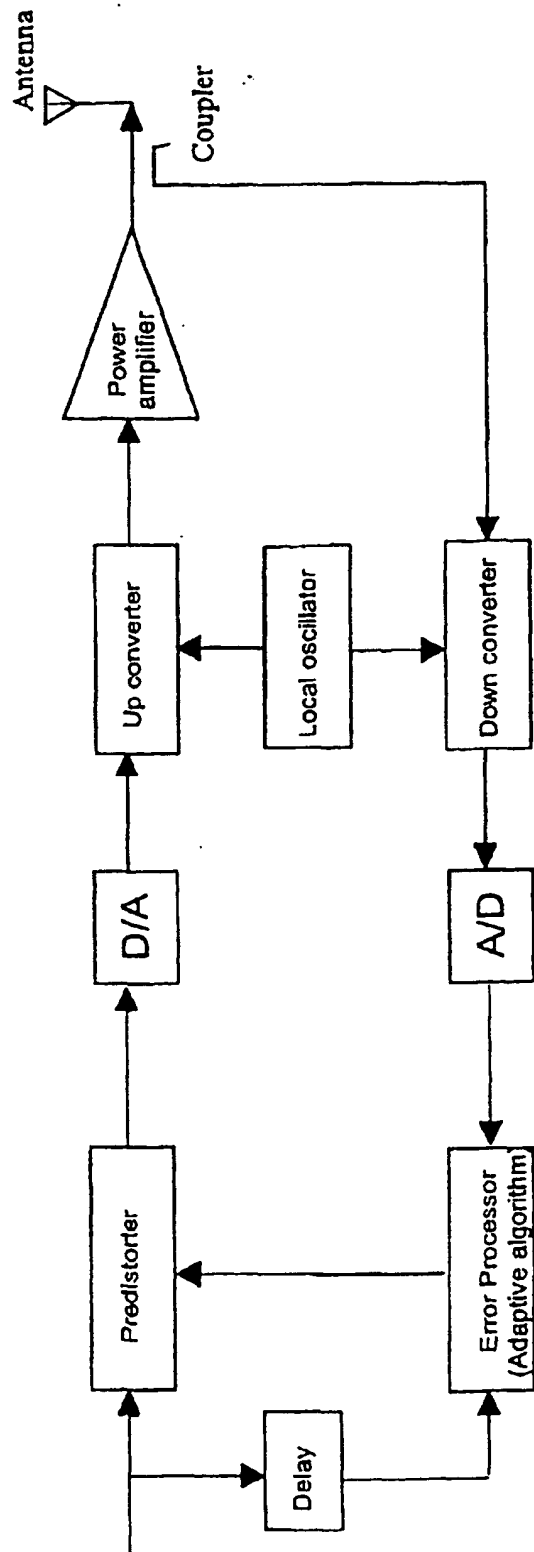 Antenna
Coupler
Power
amplifier
Up converter
Local oscillator
Down converter
D/A
A/D
Predistorter
Error Processor
(Adaptive algorithm)
Delay